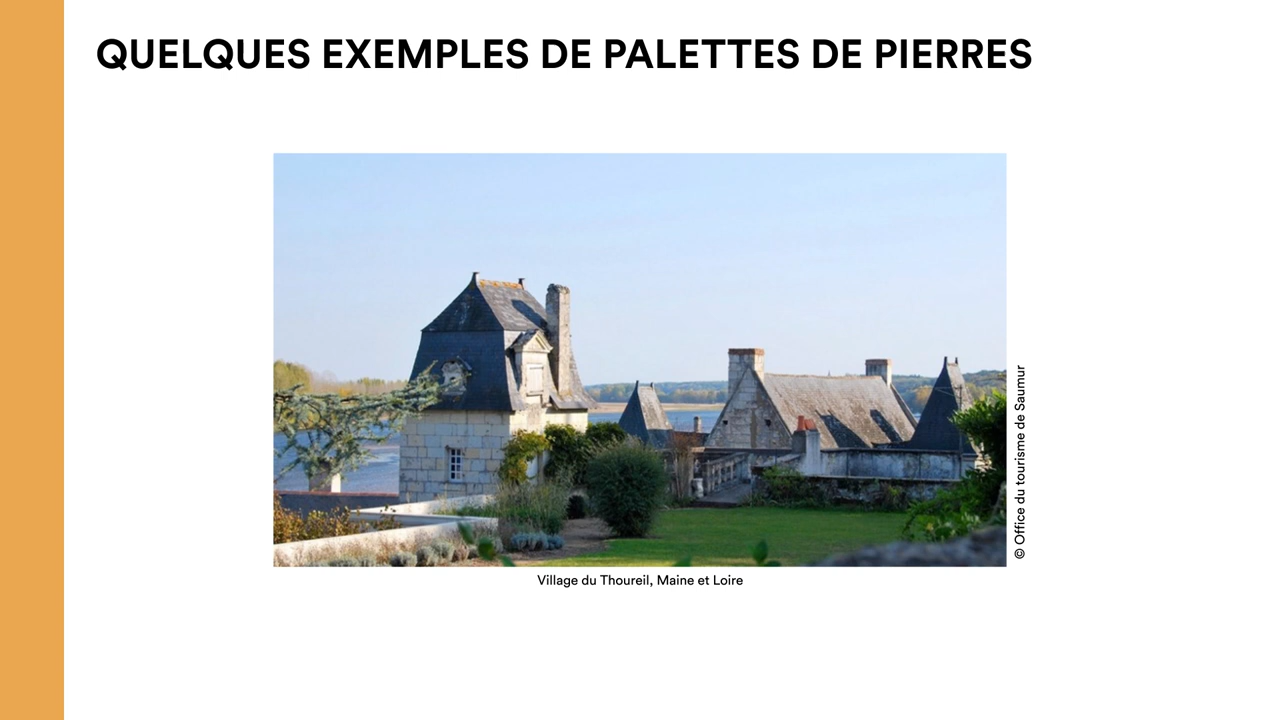 QUELQUES EXEMPLES DE PALETTES DE PIERRES
© Office du tourisme de Saumur
Village du Thoureil, Maine et Loire